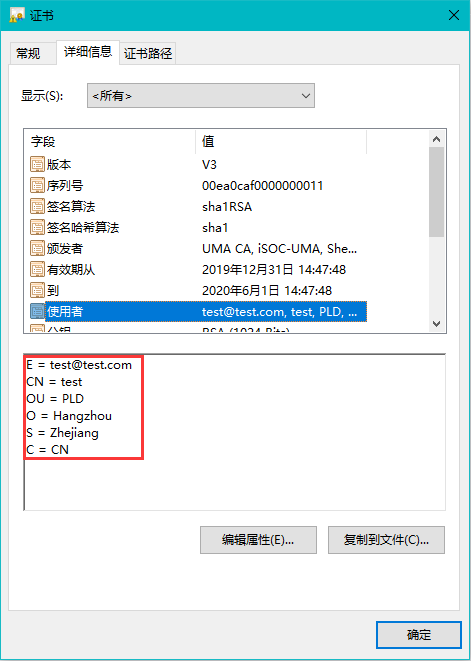 证书
常规
详细信息
证书路径
显示(S):
<所有>
字段 值
版本 V3
序列号 00ea0caf0000000011
签名算法 sha1RSA
签名哈希算法 sha1
颁发者 UMA CA, iSOC-UMA, She...
有效期从 2019年12月31日 14:47:48
到 2020年6月1日 14:47:48
使用者 test@test.com, test, PLD, ...
公钥 RSA (1024 Bits)
E = test@test.com
CN = test
OU = PLD
O = Hangzhou
S = Zhejiang
C = CN
编辑属性(E)...
复制到文件(C)...
确定